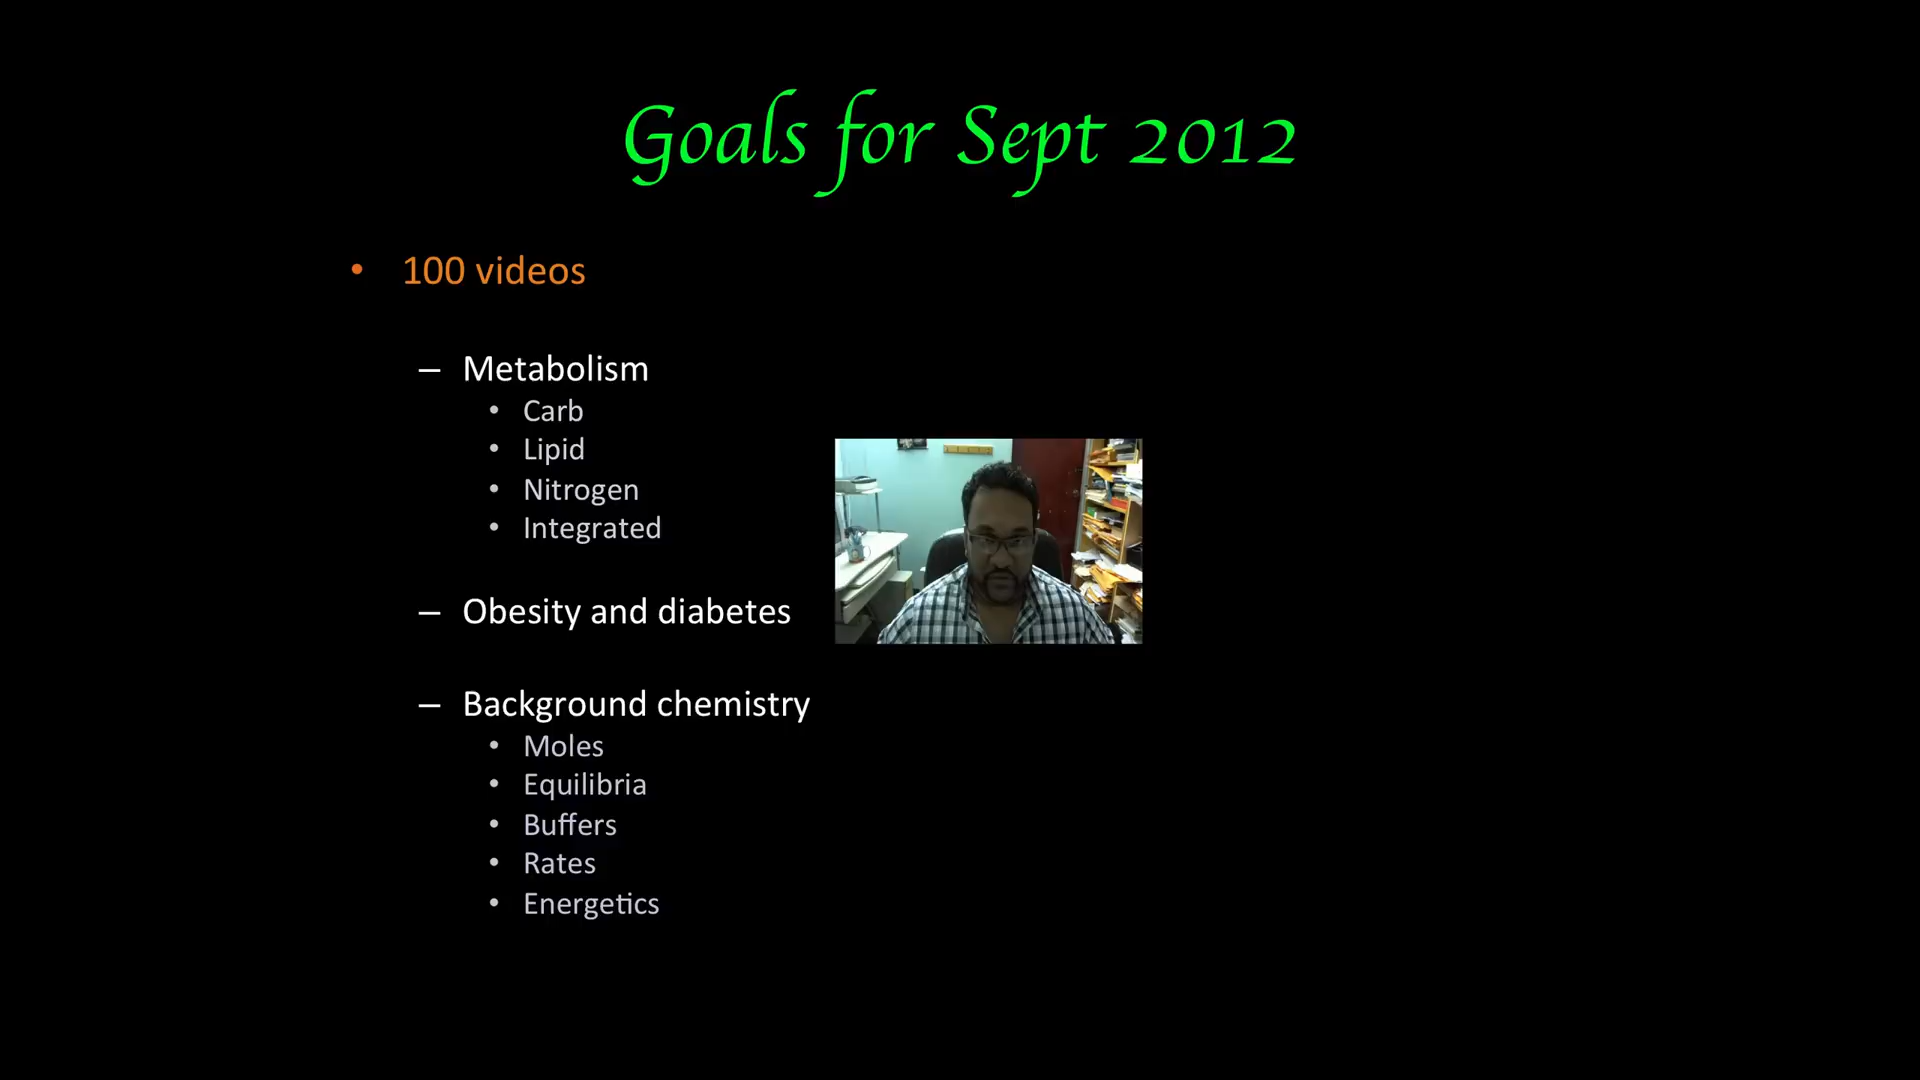 Goals for Sept 2012
• 100 videos
– Metabolism
• Carb
• Lipid
• Nitrogen
• Integrated
– Obesity and diabetes
– Background chemistry
• Moles
• Equilibria
• Buffers
• Rates
• Energetics